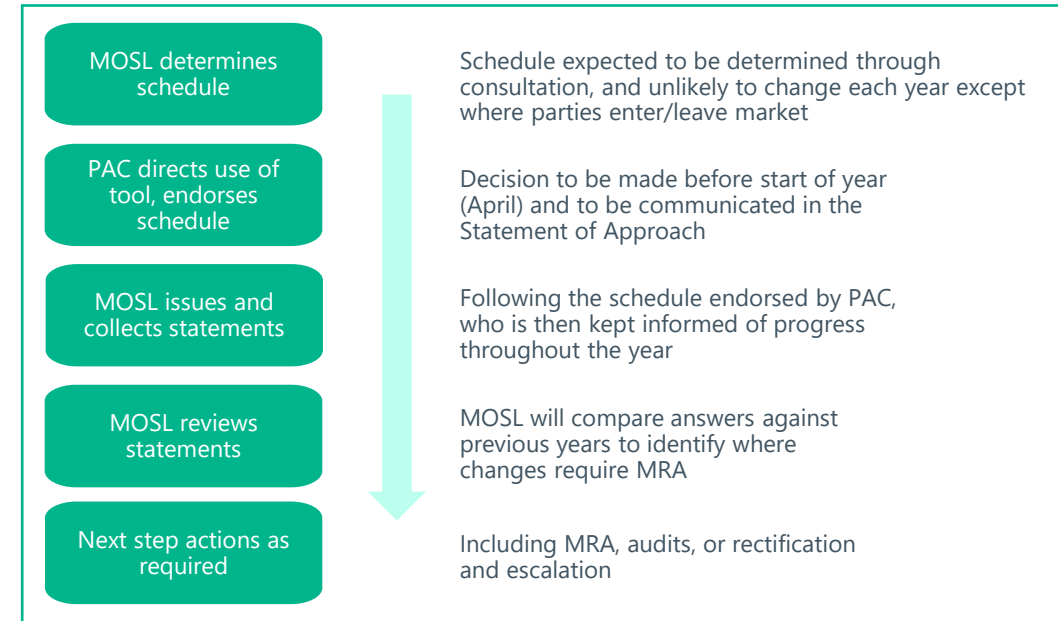 MOSL determines
schedule
Schedule expected to be determined through
consultation, and unlikely to change each year except
where parties enter/leave market
PAC directs use of
tool, endorses
schedule
Decision to be made before start of year
(April) and to be communicated in the
Statement of Approach
MOSL issues and
collects statements
Following the schedule endorsed by PAC,
who is then kept informed of progress
throughout the year
MOSL reviews
statements
MOSL will compare answers against
previous years to identify where
changes require MRA
Next step actions as
required
Including MRA, audits, or rectification
and escalation